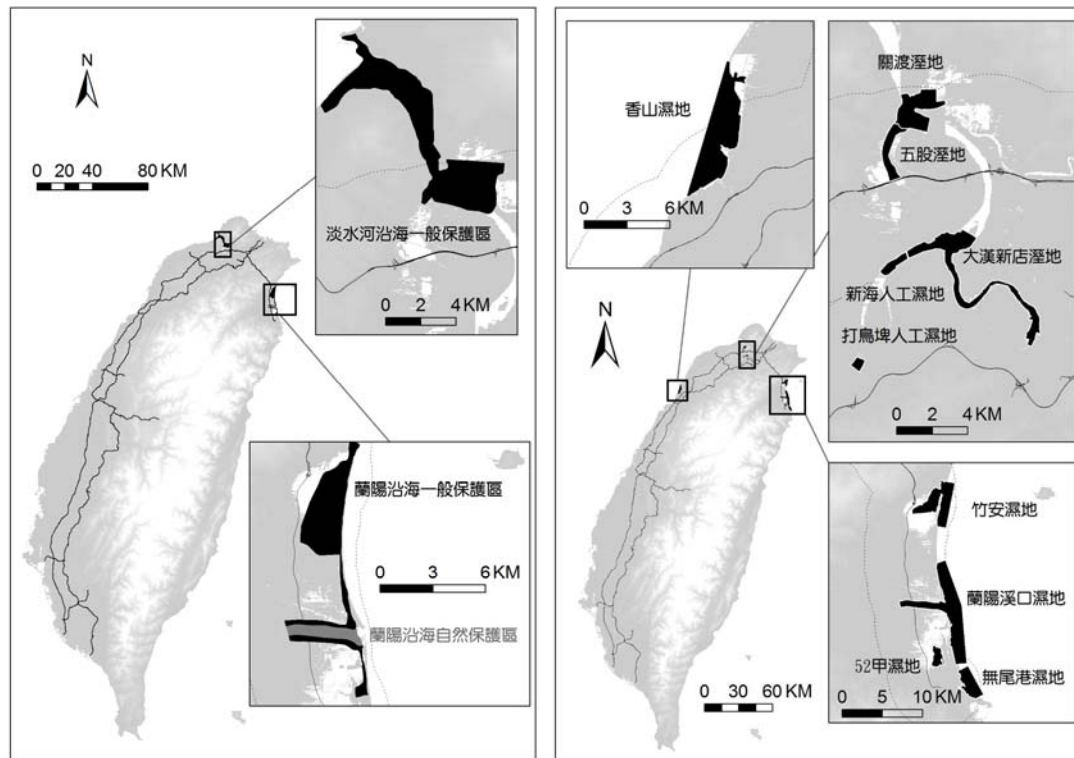 N
0 20 40 80 KM
淡水河沿海一般保護區
0 2 4 KM
蘭陽沿海一般保護區
0 3 6 KM
蘭陽沿海自然保護區
香山濕地
0 3 6 KM
關渡溼地
五股溼地
大漢新店溼地
新海人工濕地
打鳥埤人工濕地
0 2 4 KM
N
竹安濕地
蘭陽溪口濕地
52甲濕地
無尾港濕地
0 5 10 KM
0 30 60 KM